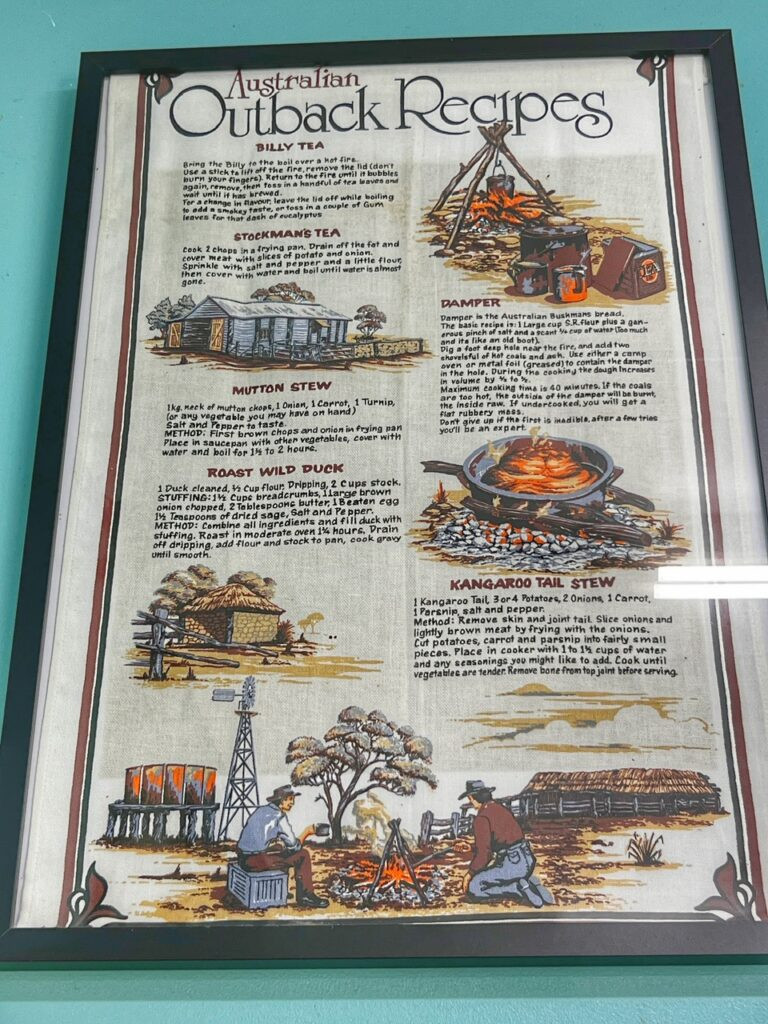 Australian
Outback Recipes
BILLY TEA
Bring the Billy to the boil over a hot fire.
Use a stick to lift off the fire, remove the lid (don't
burn your fingers). Return to the fire until it bubbles
again, remove, then toss in a handful of tea leaves and
wait until it has brewed.
For a change in flavour, leave the lid off while boiling
to add a smokey taste, or toss in a couple of Gum
leaves for that dash of eucalyptus
STOCKMAN'S TEA
Cook 2 chops in a frying pan. Drain off the fat and
cover meat with slices of potato and onion.
Sprinkle with salt and pepper and a little flour,
then cover with water and boil until water is almost
gone.
MUTTON STEW
1kg. neck of mutton chops, 1 Onion, 1 Carrot, 1 Turnip,
(or any vegetable you may have on hand)
Salt and Pepper to taste.
METHOD: First brown chops and onion in frying pan
Place in saucepan with other vegetables, cover with
water and boil for 1½ to 2 hours.
ROAST WILD DUCK
1 Duck cleaned, ½ Cup flour, Dripping, 2 Cups stock.
STUFFING: 1½ Cups breadcrumbs, 1 Large brown
onion chopped, 2 Tablespoons butter, 1 Beaten egg
1½ Teaspoons of dried sage, Salt and Pepper.
METHOD: Combine all ingredients and fill duck with
stuffing. Roast in moderate oven 1¾ hours. Drain
off dripping, add flour and stock to pan, cook gravy
until smooth.
TEA
DAMPER
Damper is the Australian Bushmans bread.
The basic recipe is: 1 Large cup S.R. flour plus a gen-
erous pinch of salt and a scant ¼ cup of water (Too much
and its like an old boot).
Dig a foot deep hole near the fire, and add two
shovelsful of hot coals and ash. Use either a camp
oven or metal foil (greased) to contain the damper
in the hole. During the cooking the dough increases
in volume by to
Maximum cooking time is 40 minutes. If the coals
are too hot, the outside of the damper will be burnt,
the inside raw. If undercooked, you will get a
flat rubbery mass.
Don't give up if the first is inedible, after a few tries
you'll be an expert.
KANGAROO TAIL STEW
1 Kangaroo Tail, 3 or 4 Potatoes, 2 Onions, 1 Carrot,
1 Parsnip, salt and pepper.
Method: Remove skin and joint tail. Slice onions and
lightly brown meat by frying with the onions.
Cut potatoes, carrot and parsnip into fairly small
pieces. Place in cooker with 1 to 1½ cups of water
and any seasonings you might like to add. Cook until
vegetables are tender. Remove bone from top joint before serving.